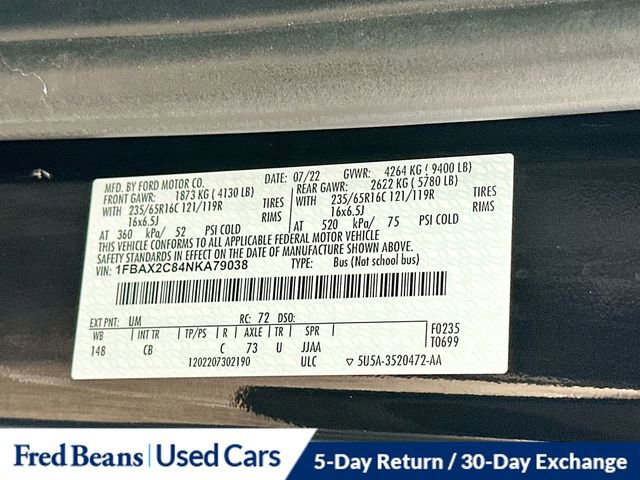 MFD. BY FORD MOTOR CO.
DATE: 07/22 GVWR: 4264 KG ( 9400 LB)
FRONT GAWR: 1873 KG ( 4130 LB) REAR GAWR: 2622 KG ( 5780 LB)
WITH 235/65R16C 121/119R TIRES WITH 235/65R16C 121/119R TIRES
16x6.5J RIMS 16x6.5J RIMS
AT 360 kPa/ 52 PSI COLD AT 520 kPa/ 75 PSI COLD
THIS VEHICLE CONFORMS TO ALL APPLICABLE FEDERAL MOTOR VEHICLE
SAFETY STANDARDS IN EFFECT ON THE DATE OF MANUFACTURE SHOWN ABOVE.
VIN: 1FBAX2C84NKA79038 TYPE: Bus (Not school bus)
EXT PNT: UM RC: 72 DSO:
WB INT TR TP/PS R AXLE TR SPR F0235
148 CB C 73 U JJAA T0699
1202207302190 ULC ▽ 5U5A-3520472-AA
Fred Beans | Used Cars 5-Day Return / 30-Day Exchange